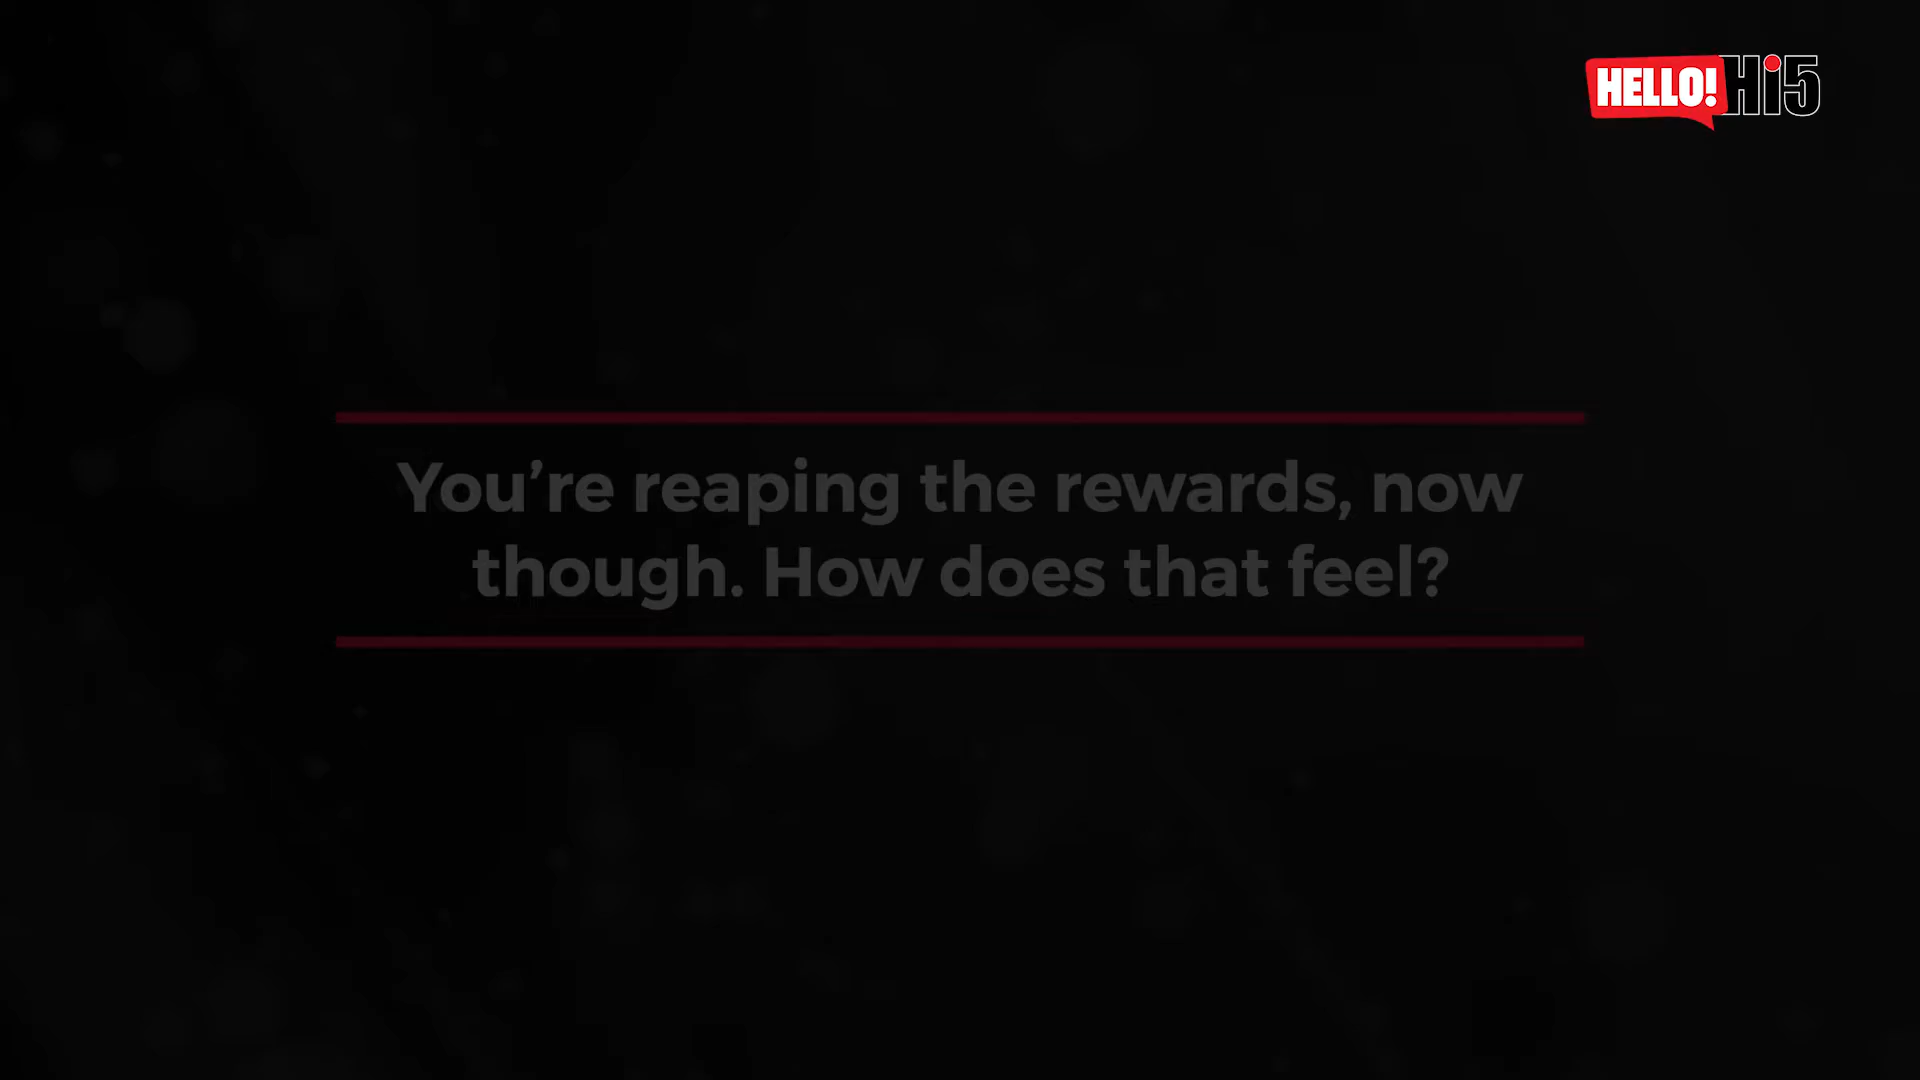 HELLO! Hi5
You’re reaping the rewards, now
though. How does that feel?